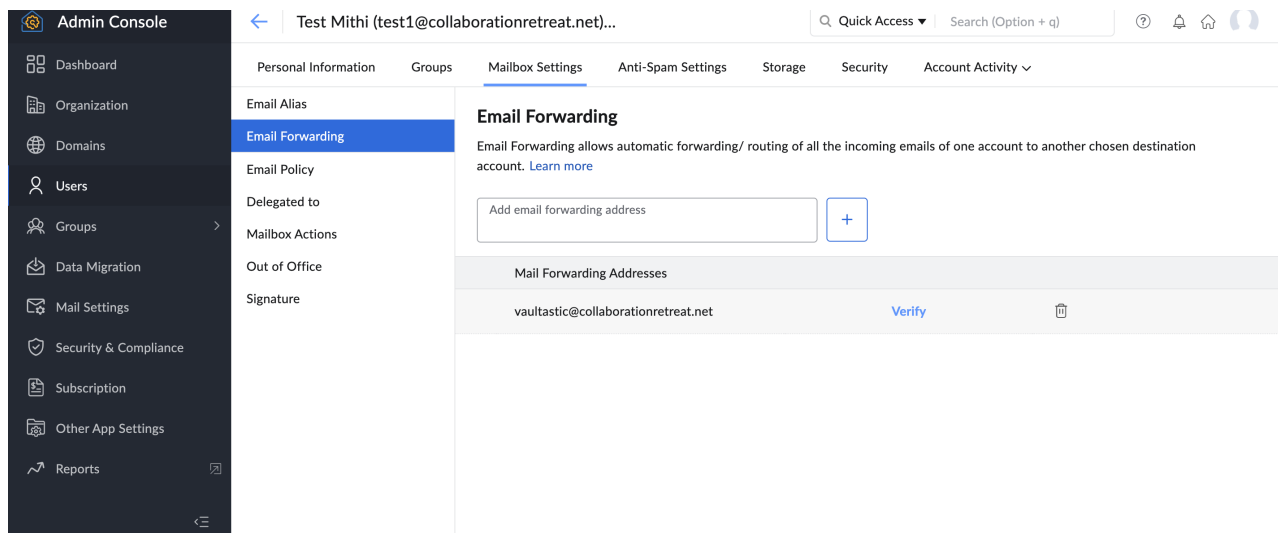 Admin Console
Test Mithi (test1@collaborationretreat.net)...
Quick Access ▼
Search (Option + q)
Dashboard
Organization
Domains
Users
Groups
Data Migration
Mail Settings
Security & Compliance
Subscription
Other App Settings
Reports
Personal Information
Groups
Mailbox Settings
Anti-Spam Settings
Storage
Security
Account Activity
Email Alias
Email Forwarding
Email Policy
Delegated to
Mailbox Actions
Out of Office
Signature
Email Forwarding
Email Forwarding allows automatic forwarding/ routing of all the incoming emails of one account to another chosen destination
account. Learn more
Add email forwarding address
+
Mail Forwarding Addresses
vaultastic@collaborationretreat.net
Verify